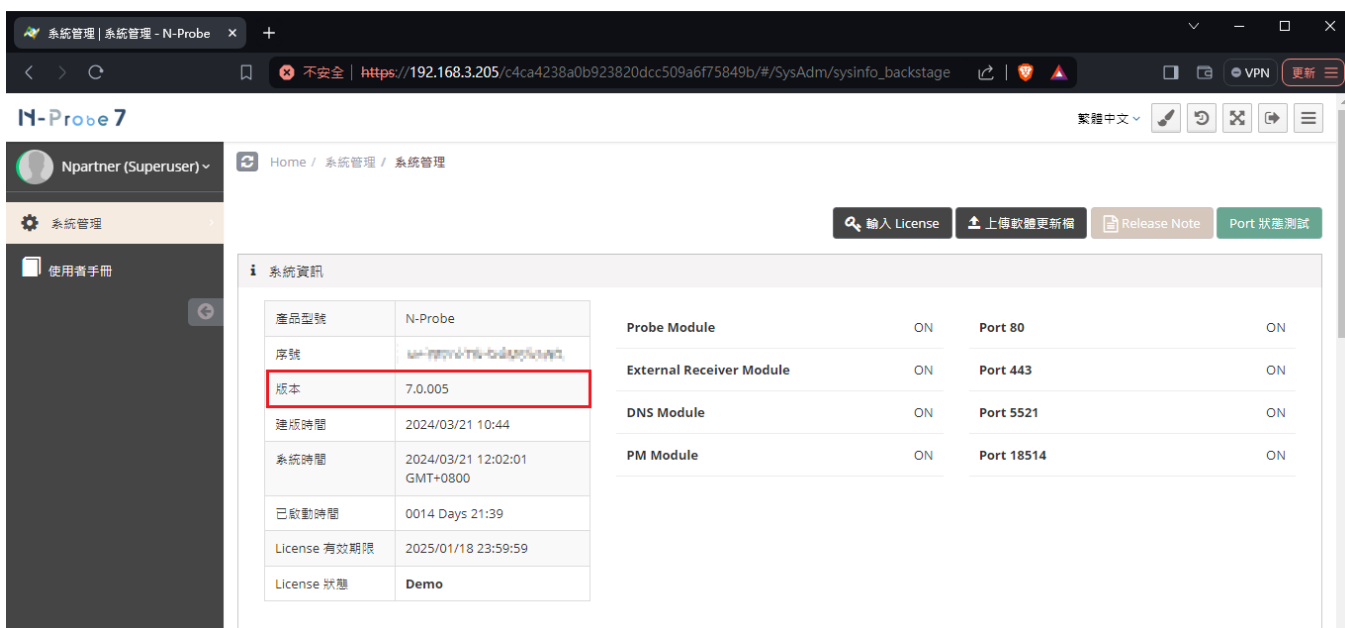 系統管理 | 系統管理 - N-Probe
不安全 | https://192.168.3.205/c4ca4238a0b923820dcc509a6f75849b/#/SysAdm/sysinfo_backstage
VPN
更新
N-Probe 7
繁體中文
Npartner (Superuser)
Home / 系統管理 / 系統管理
系統管理
使用者手冊
輸入 License
上傳軟體更新檔
Release Note
Port 狀態測試
i 系統資訊
產品型號 N-Probe
序號
版本 7.0.005
建版時間 2024/03/21 10:44
系統時間 2024/03/21 12:02:01
GMT+0800
已啟動時間 0014 Days 21:39
License 有效期限 2025/01/18 23:59:59
License 狀態 Demo
Probe Module ON
External Receiver Module ON
DNS Module ON
PM Module ON
Port 80 ON
Port 443 ON
Port 5521 ON
Port 18514 ON